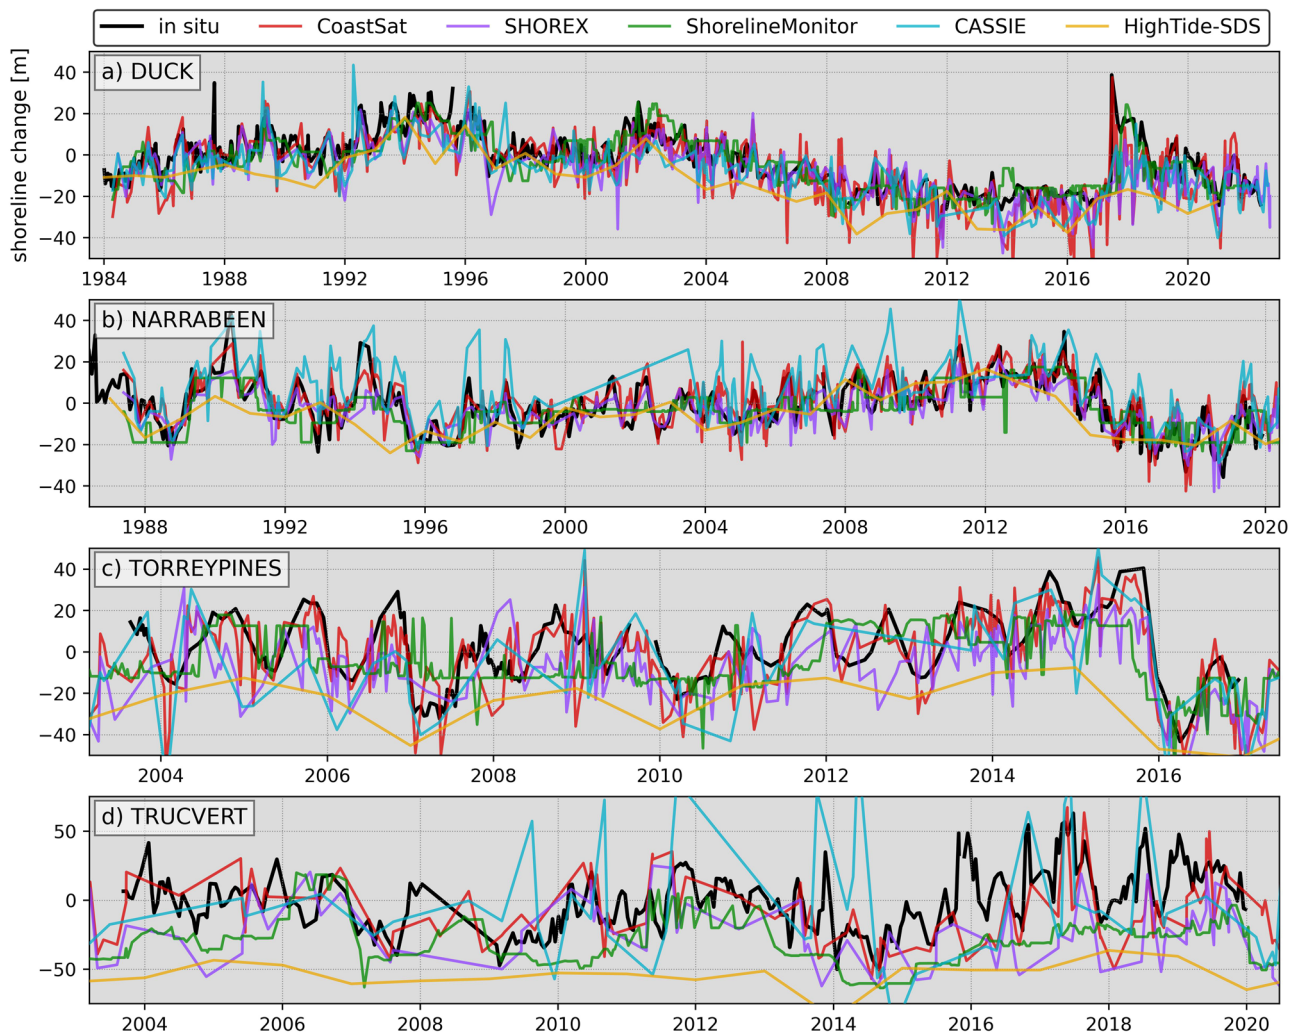 in situ CoastSat SHOREX ShorelineMonitor CASSIE HighTide-SDS
shoreline change [m]
a) DUCK
40
20
0
−20
−40
1984 1988 1992 1996 2000 2004 2008 2012 2016 2020
b) NARRABEEN
40
20
0
−20
−40
1988 1992 1996 2000 2004 2008 2012 2016 2020
c) TORREYPINES
40
20
0
−20
−40
2004 2006 2008 2010 2012 2014 2016
d) TRUCVERT
50
0
−50
2004 2006 2008 2010 2012 2014 2016 2018 2020